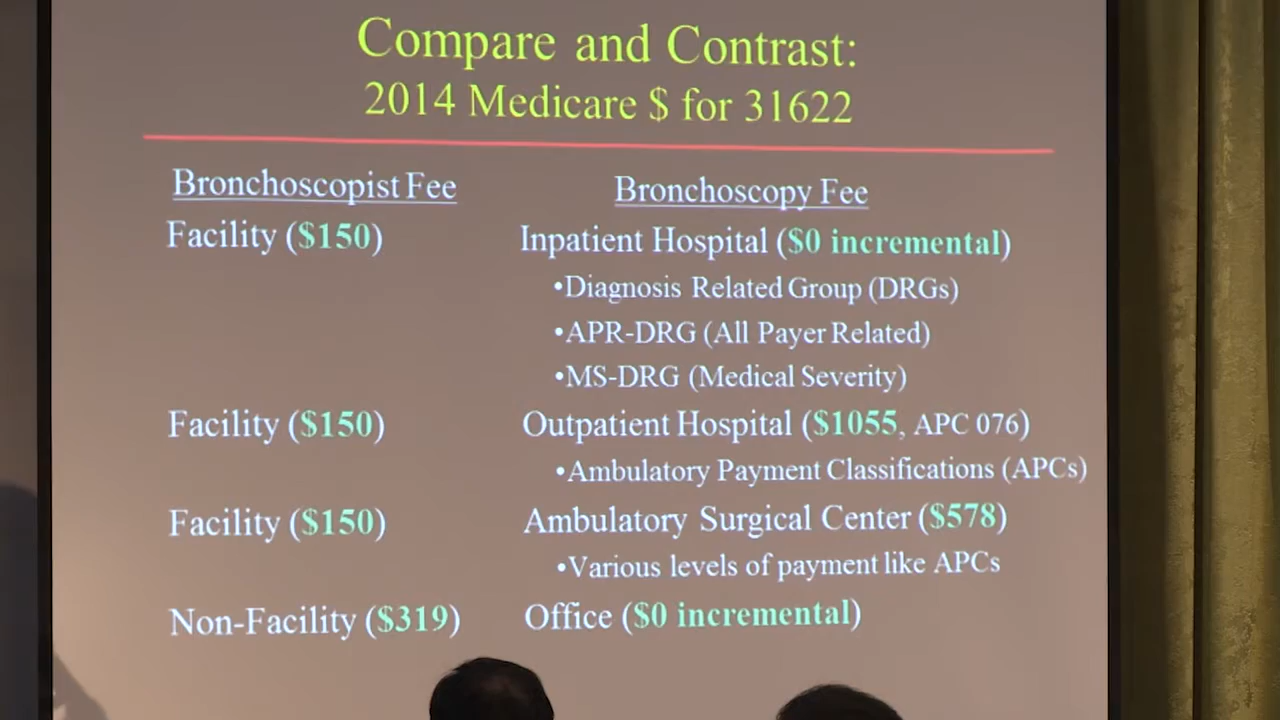 Compare and Contrast:
2014 Medicare $ for 31622
Bronchoscopist Fee Bronchoscopy Fee
Facility ($150) Inpatient Hospital ($0 incremental)
•Diagnosis Related Group (DRGs)
•APR-DRG (All Payer Related)
•MS-DRG (Medical Severity)
Facility ($150) Outpatient Hospital ($1055, APC 076)
•Ambulatory Payment Classifications (APCs)
Facility ($150) Ambulatory Surgical Center ($578)
•Various levels of payment like APCs
Non-Facility ($319) Office ($0 incremental)